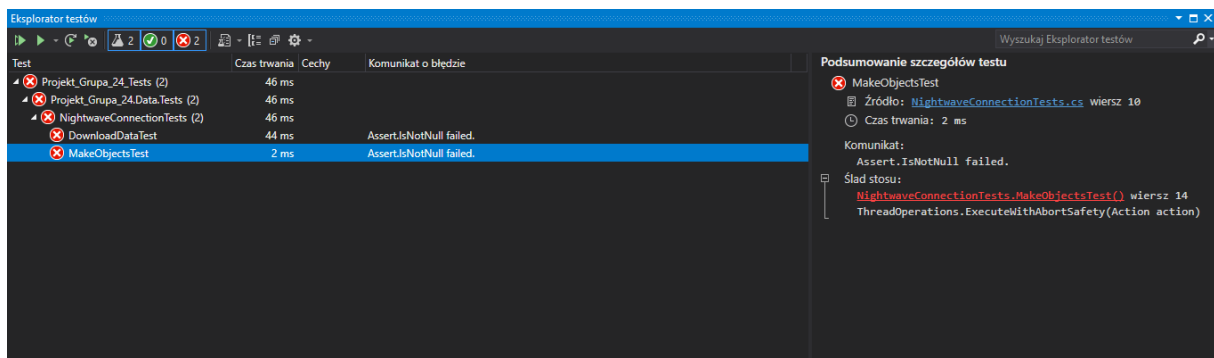 Eksplorator testów
2 0 2 Wyszukaj Eksplorator testów
Test Czas trwania Cechy Komunikat o błędzie
Projekt_Grupa_24_Tests (2) 46 ms
Projekt_Grupa_24.Data.Tests (2) 46 ms
NightwaveConnectionTests (2) 46 ms
DownloadDataTest 44 ms Assert.IsNotNull failed.
MakeObjectsTest 2 ms Assert.IsNotNull failed.
Podsumowanie szczegółów testu
MakeObjectsTest
Źródło: NightwaveConnectionTests.cs wiersz 10
Czas trwania: 2 ms
Komunikat:
Assert.IsNotNull failed.
Ślad stosu:
NightwaveConnectionTests.MakeObjectsTest() wiersz 14
ThreadOperations.ExecuteWithAbortSafety(Action action)